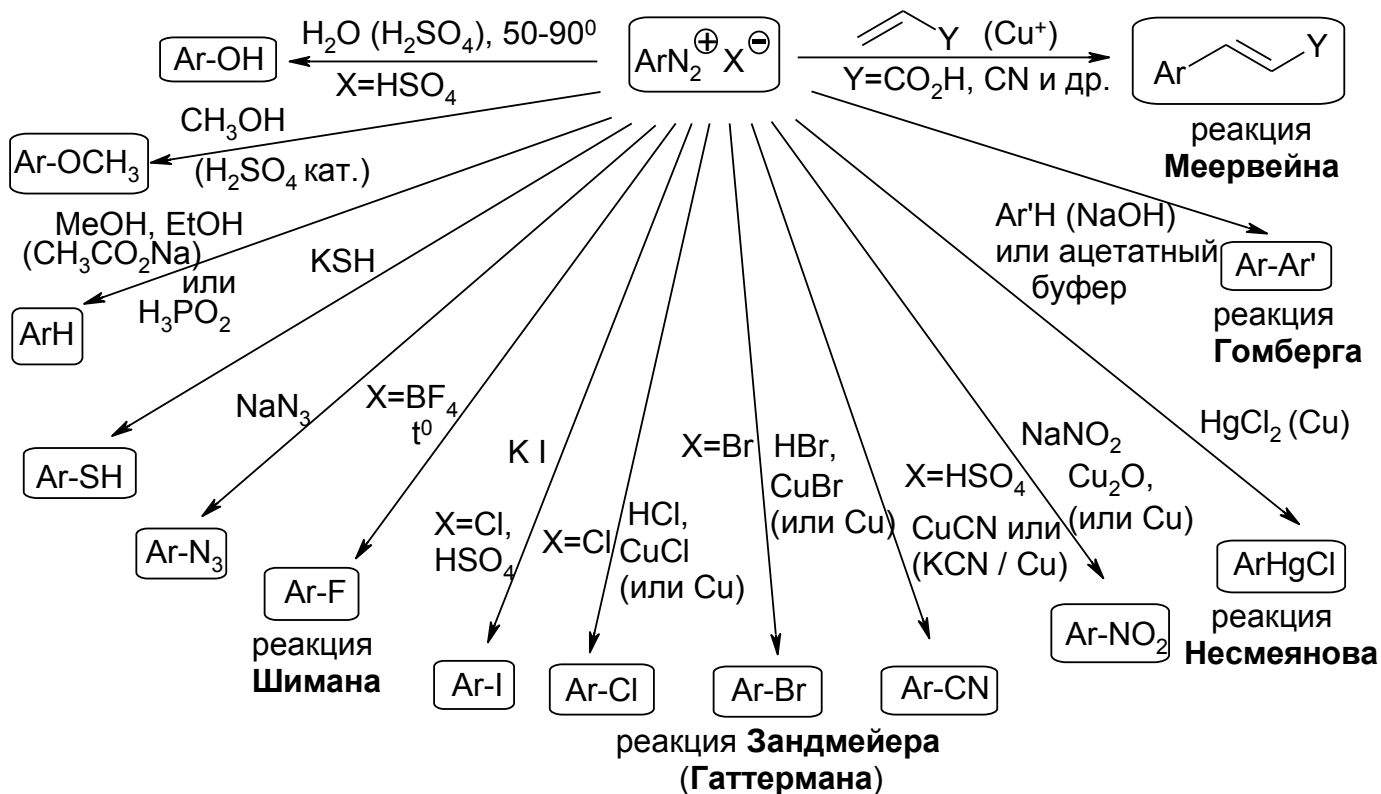 H₂O (H₂SO₄), 50-90⁰
X=HSO₄
Ar-OH
ArN₂⊕ X⊖
Y (Cu⁺)
Y=CO₂H, CN и др.
Ar Y
реакция
Меервейна
CH₃OH
(H₂SO₄ кат.)
Ar-OCH₃
MeOH, EtOH
(CH₃CO₂Na)
или
H₃PO₂
ArH
KSH
Ar-SH
NaN₃
Ar-N₃
X=BF₄
t⁰
Ar-F
реакция
Шимана
K I
X=Cl,
HSO₄
Ar-I
X=Cl
HCl,
CuCl
(или Cu)
Ar-Cl
X=Br
HBr,
CuBr
(или Cu)
Ar-Br
X=HSO₄
CuCN или
(KCN / Cu)
Ar-CN
реакция Зандмейера
(Гаттермана)
NaNO₂
Cu₂O,
(или Cu)
Ar-NO₂
HgCl₂ (Cu)
ArHgCl
реакция
Несмеянова
Ar'H (NaOH)
или ацетатный
буфер
Ar-Ar'
реакция
Гомберга